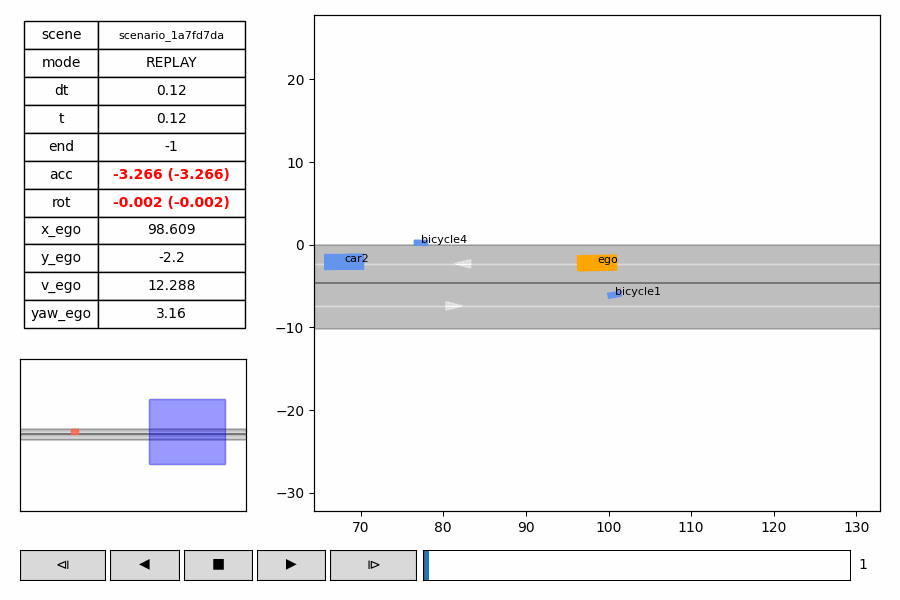 scene scenario_1a7fd7da
mode REPLAY
dt 0.12
t 0.12
end -1
acc -3.266 (-3.266)
rot -0.002 (-0.002)
x_ego 98.609
y_ego -2.2
v_ego 12.288
yaw_ego 3.16
20
10
0
−10
−20
−30
70 80 90 100 110 120 130
bicycle4
car2
ego
bicycle1
1